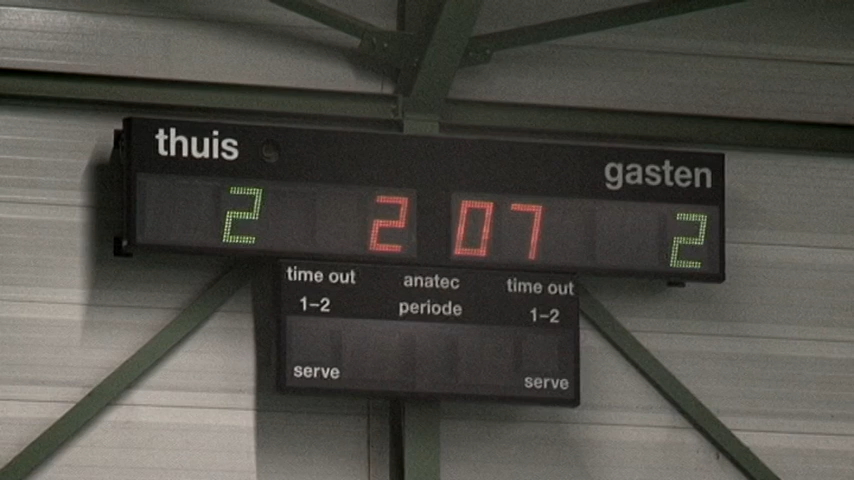 thuis
gasten
2 2 07 2
time out anatec time out
1-2 periode 1-2
serve serve